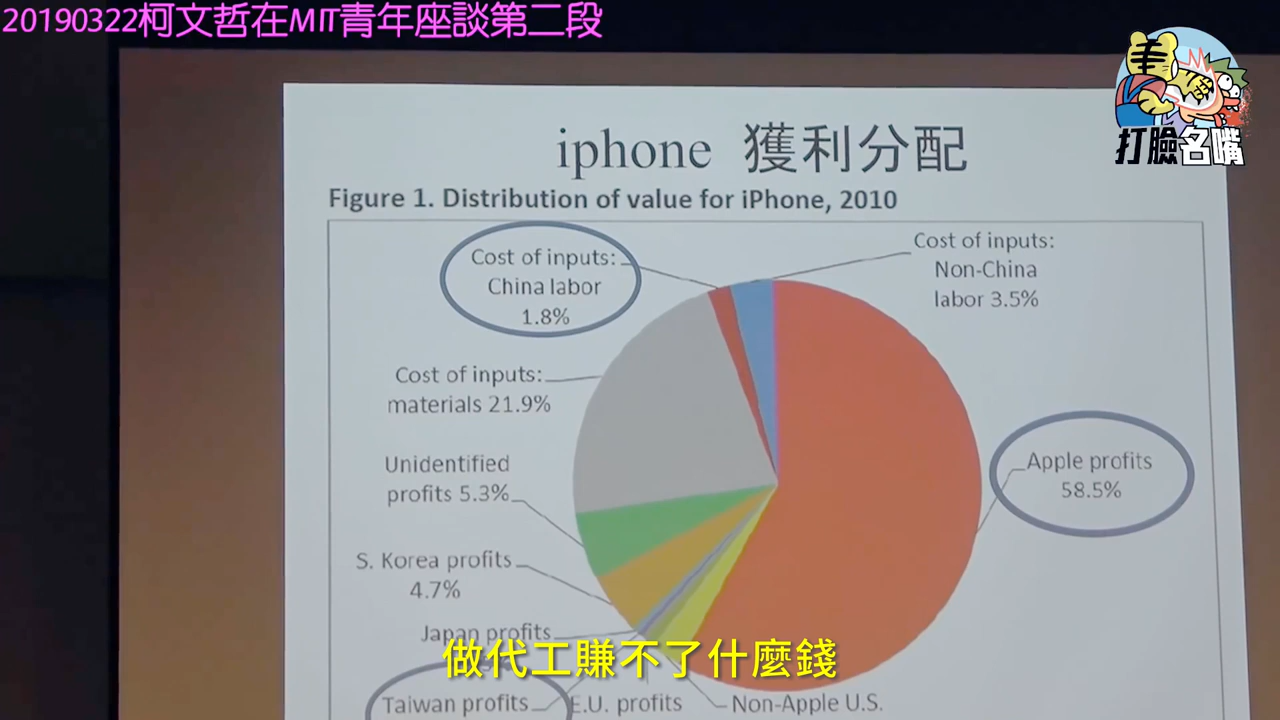 20190322柯文哲在MIT青年座談第二段
打臉名嘴
iphone 獲利分配
Figure 1. Distribution of value for iPhone, 2010
Cost of inputs:
China labor
1.8%
Cost of inputs:
Non-China
labor 3.5%
Cost of inputs:
materials 21.9%
Apple profits
58.5%
Unidentified
profits 5.3%
S. Korea profits
4.7%
Japan profits
做代工賺不了什麼錢
Taiwan profits
E.U. profits
Non-Apple U.S.